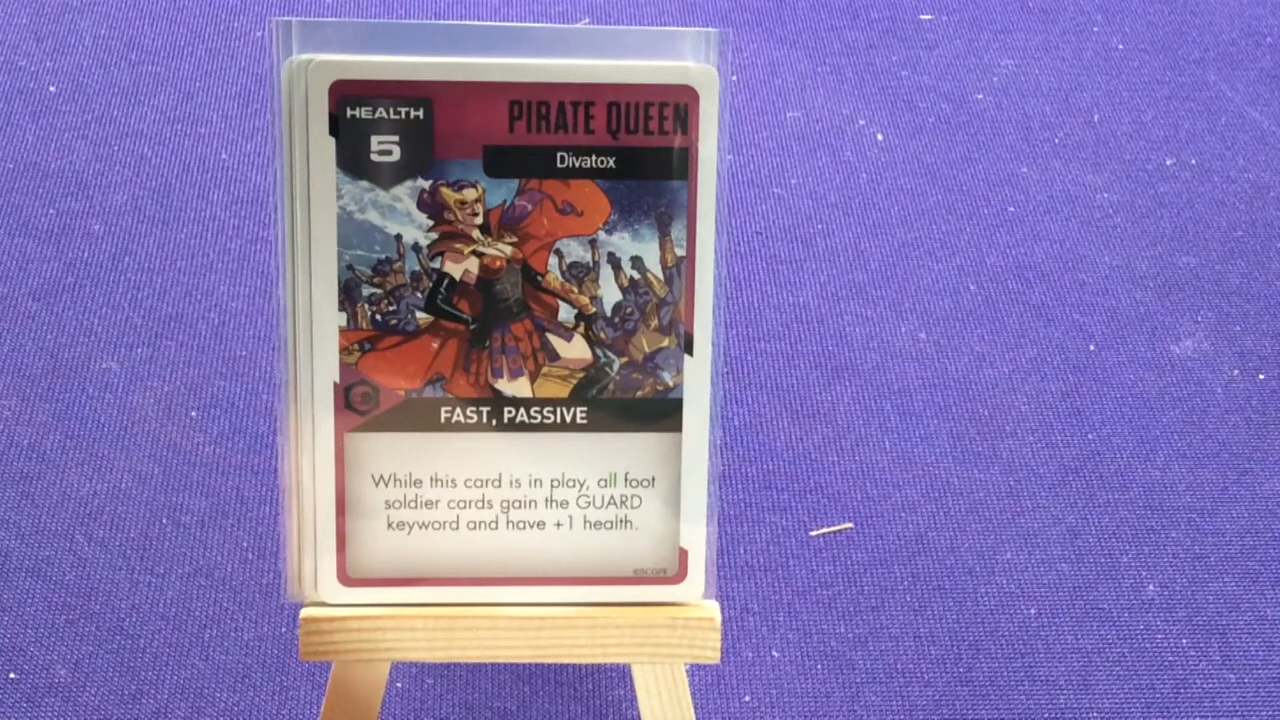 HEALTH
5
PIRATE QUEEN
Divatox
FAST, PASSIVE
While this card is in play, all foot
soldier cards gain the GUARD
keyword and have +1 health.